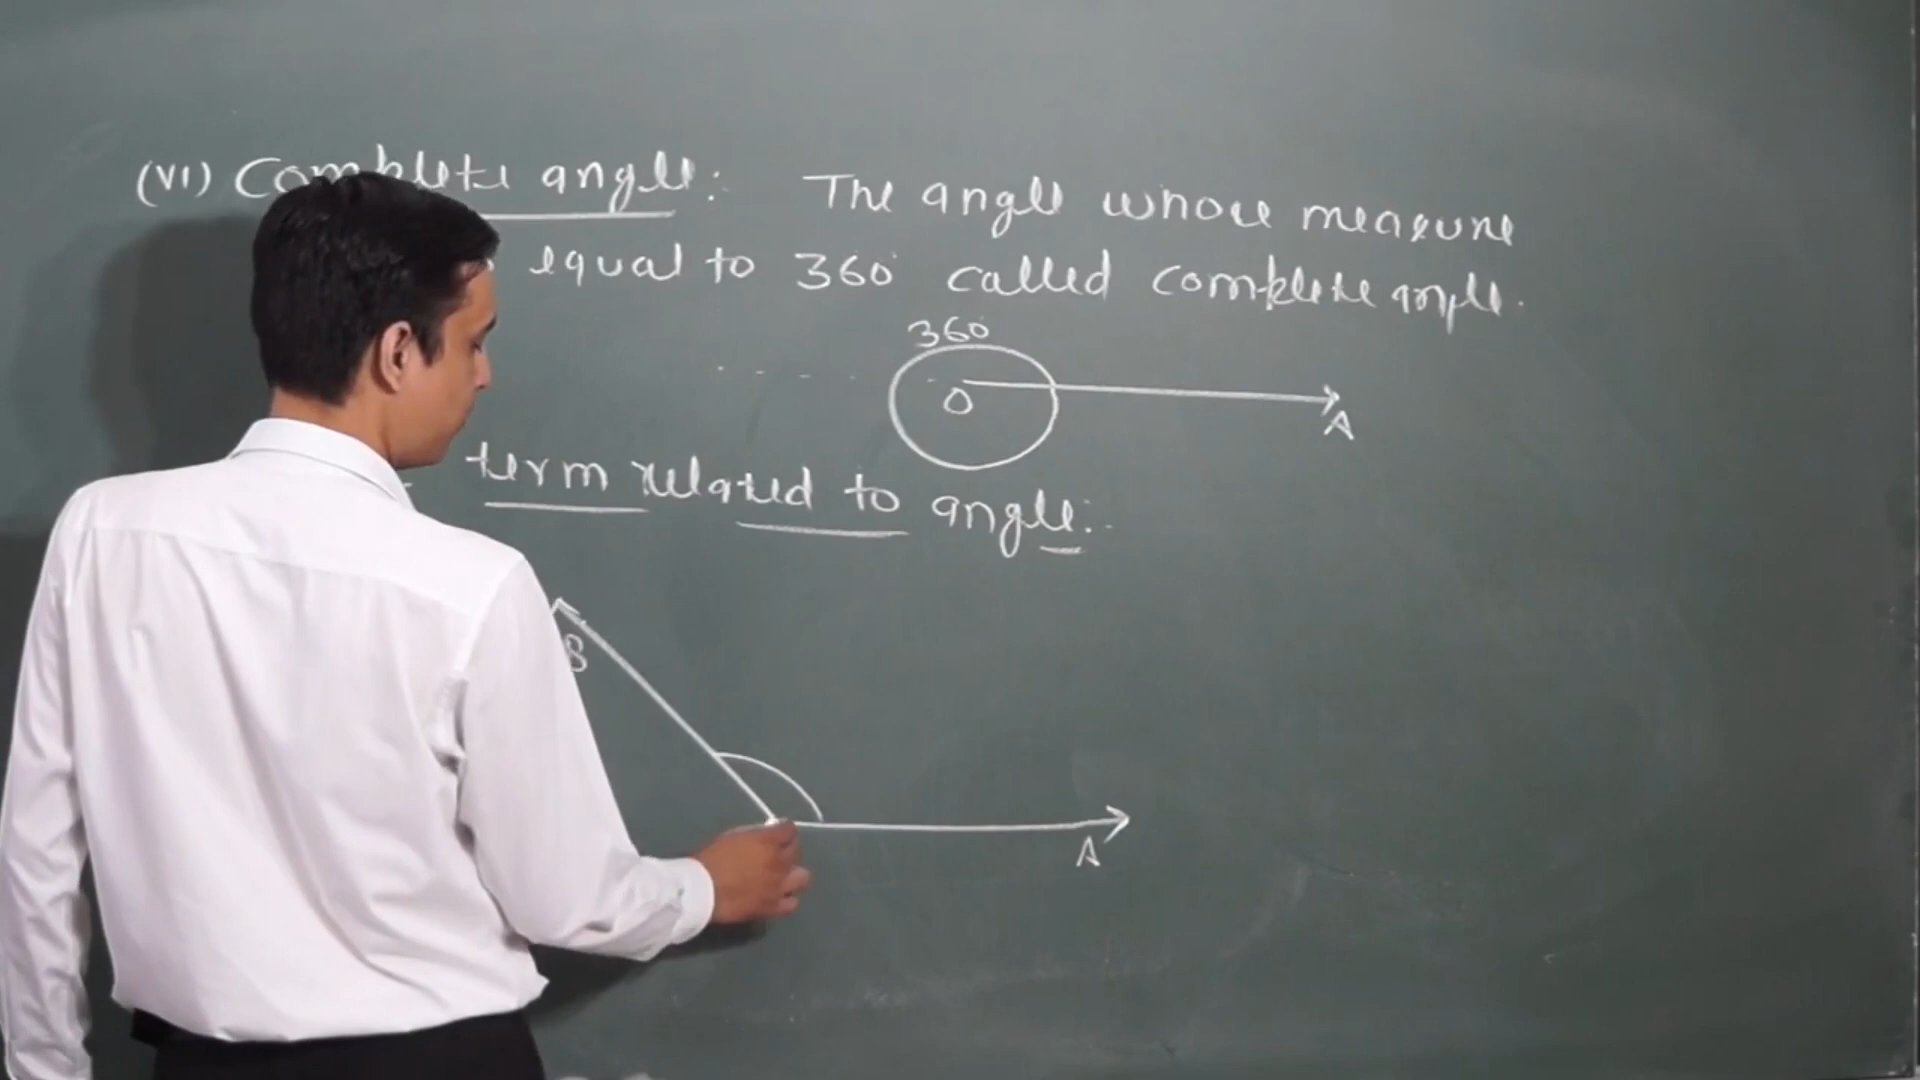 (VI) Complete angle: The angle whose measure
equal to 360° called complete angle.
360°
O
A
term related to angle:
B
A